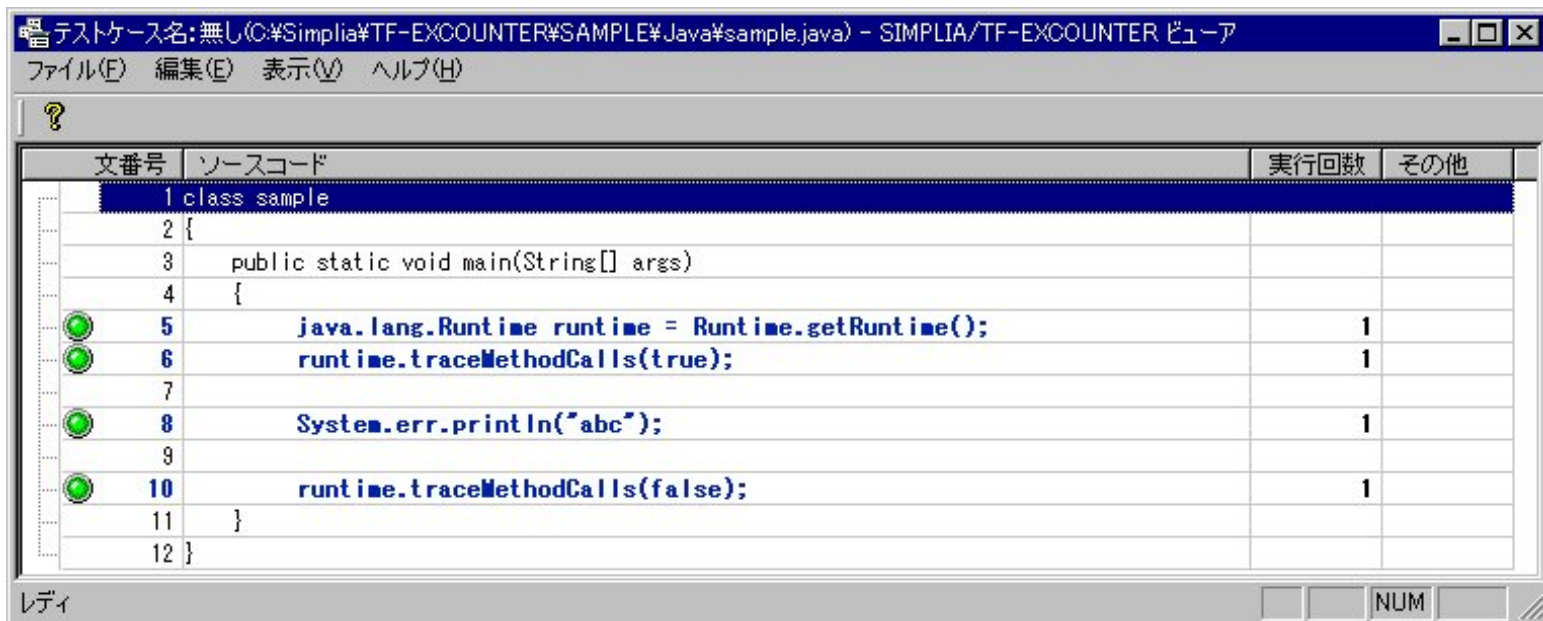 テストケース名:無し(C:¥Simplia¥TF-EXCOUNTER¥SAMPLE¥Java¥sample.java) - SIMPLIA/TF-EXCOUNTER ビューア
ファイル(F) 編集(E) 表示(V) ヘルプ(H)
文番号 ソースコード 実行回数 その他
1 class sample
2 {
3 public static void main(String[] args)
4 {
5 java.lang.Runtime runtime = Runtime.getRuntime(); 1
6 runtime.traceMethodCalls(true); 1
7
8 System.err.println("abc"); 1
9
10 runtime.traceMethodCalls(false); 1
11 }
12 }
レディ NUM